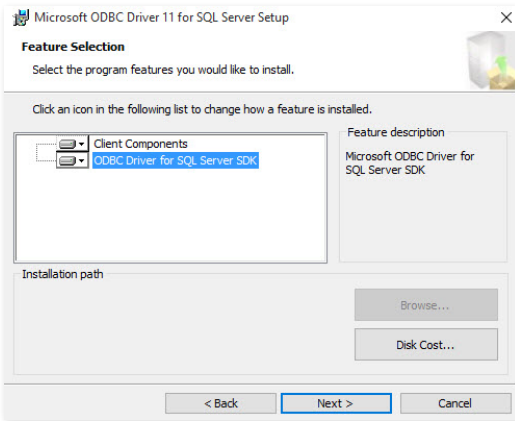 Microsoft ODBC Driver 11 for SQL Server Setup
Feature Selection
Select the program features you would like to install.
Click an icon in the following list to change how a feature is installed.
Client Components
ODBC Driver for SQL Server SDK
Feature description
Microsoft ODBC Driver for
SQL Server SDK
Installation path
Browse...
Disk Cost...
< Back
Next >
Cancel